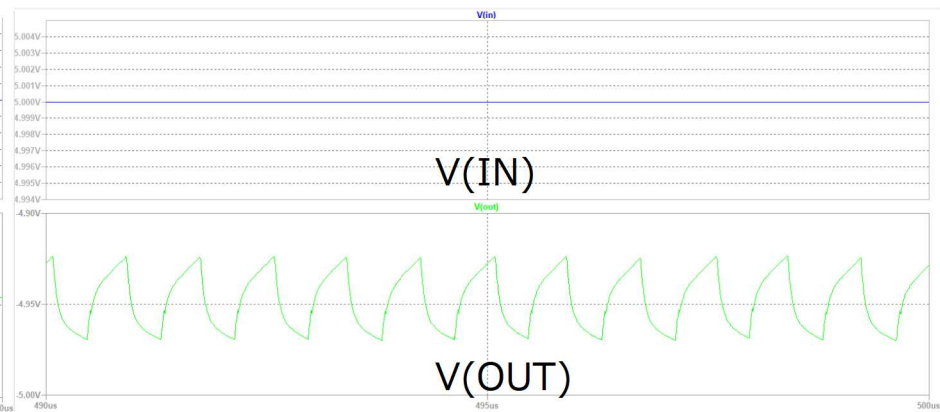 V(in)
5.004V
5.003V
5.002V
5.001V
5.000V
4.999V
4.998V
4.997V
4.996V
4.995V
4.994V
V(IN)
V(out)
-4.90V
-4.95V
-5.00V
V(OUT)
0us 490us 495us 500us